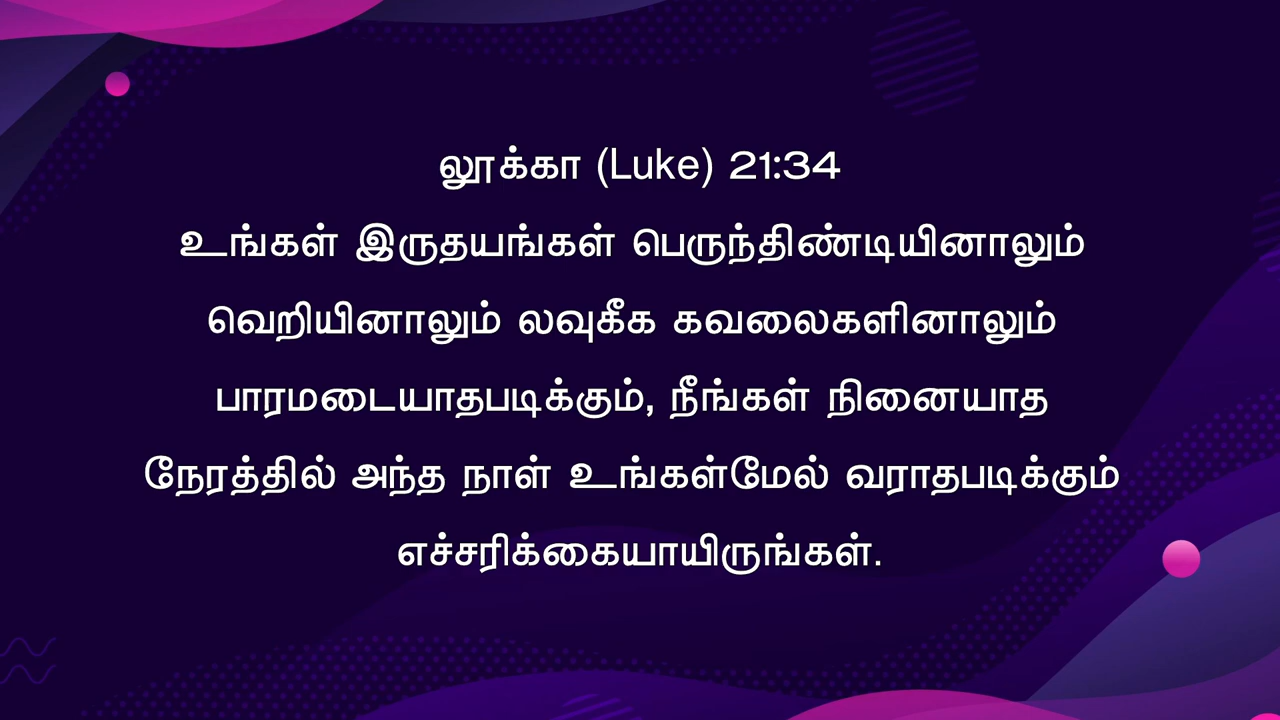 லூக்கா (Luke) 21:34
உங்கள் இருதயங்கள் பெருந்திண்டியினாலும்
வெறியினாலும் லவுகீக கவலைகளினாலும்
பாரமடையாதபடிக்கும், நீங்கள் நினையாத
நேரத்தில் அந்த நாள் உங்கள்மேல் வராதபடிக்கும்
எச்சரிக்கையாயிருங்கள்.